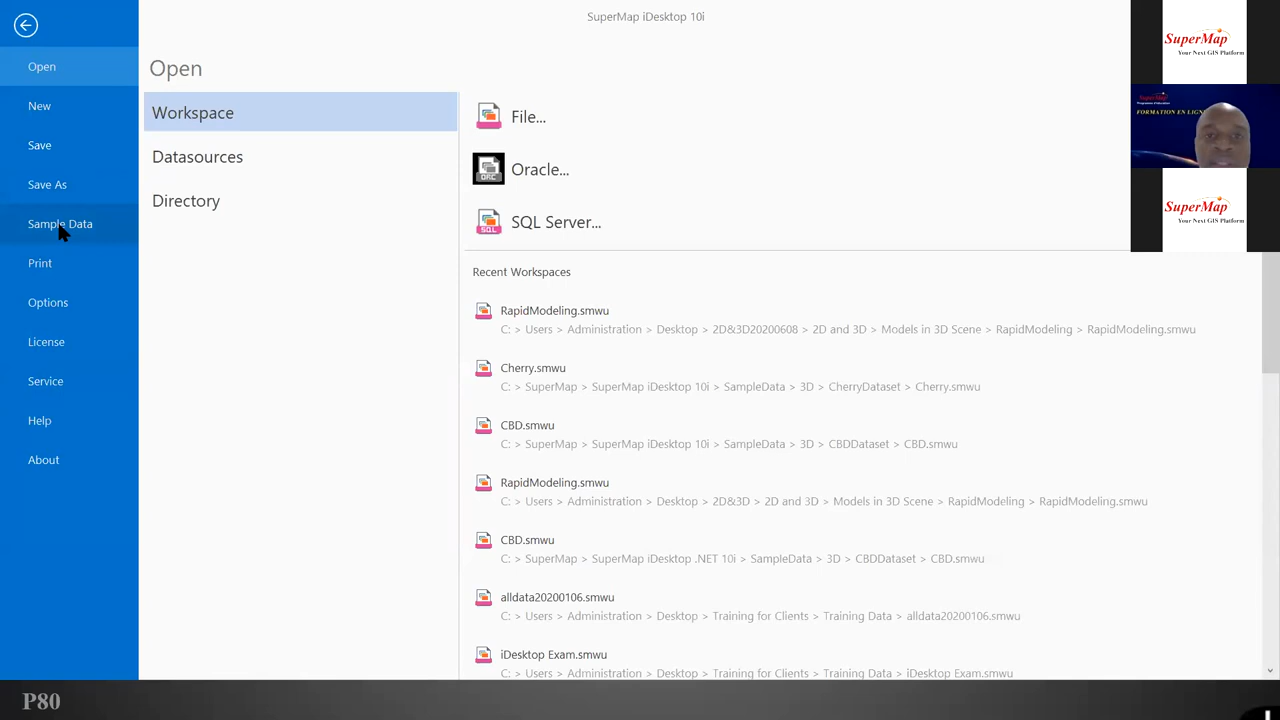 SuperMap iDesktop 10i
Open
New
Save
Save As
Sample Data
Print
Options
License
Service
Help
About
Open
Workspace
Datasources
Directory
File...
Oracle...
SQL Server...
Recent Workspaces
RapidModeling.smwu
C: > Users > Administration > Desktop > 2D&3D20200608 > 2D and 3D > Models in 3D Scene > RapidModeling > RapidModeling.smwu
Cherry.smwu
C: > SuperMap > SuperMap iDesktop 10i > SampleData > 3D > CherryDataset > Cherry.smwu
CBD.smwu
C: > SuperMap > SuperMap iDesktop 10i > SampleData > 3D > CBDDataset > CBD.smwu
RapidModeling.smwu
C: > Users > Administration > Desktop > 2D&3D > 2D and 3D > Models in 3D Scene > RapidModeling > RapidModeling.smwu
CBD.smwu
C: > SuperMap > SuperMap iDesktop .NET 10i > SampleData > 3D > CBDDataset > CBD.smwu
alldata20200106.smwu
C: > Users > Administration > Desktop > Training for Clients > Training Data > alldata20200106.smwu
iDesktop Exam.smwu
C: > Users > Administration > Desktop > Training for Clients > Training Data > iDesktop Exam.smwu
SuperMap
Your Next GIS Platform
SuperMap
Programme d'éducation
FORMATION EN LIGN
SuperMap
Your Next GIS Platform
P80